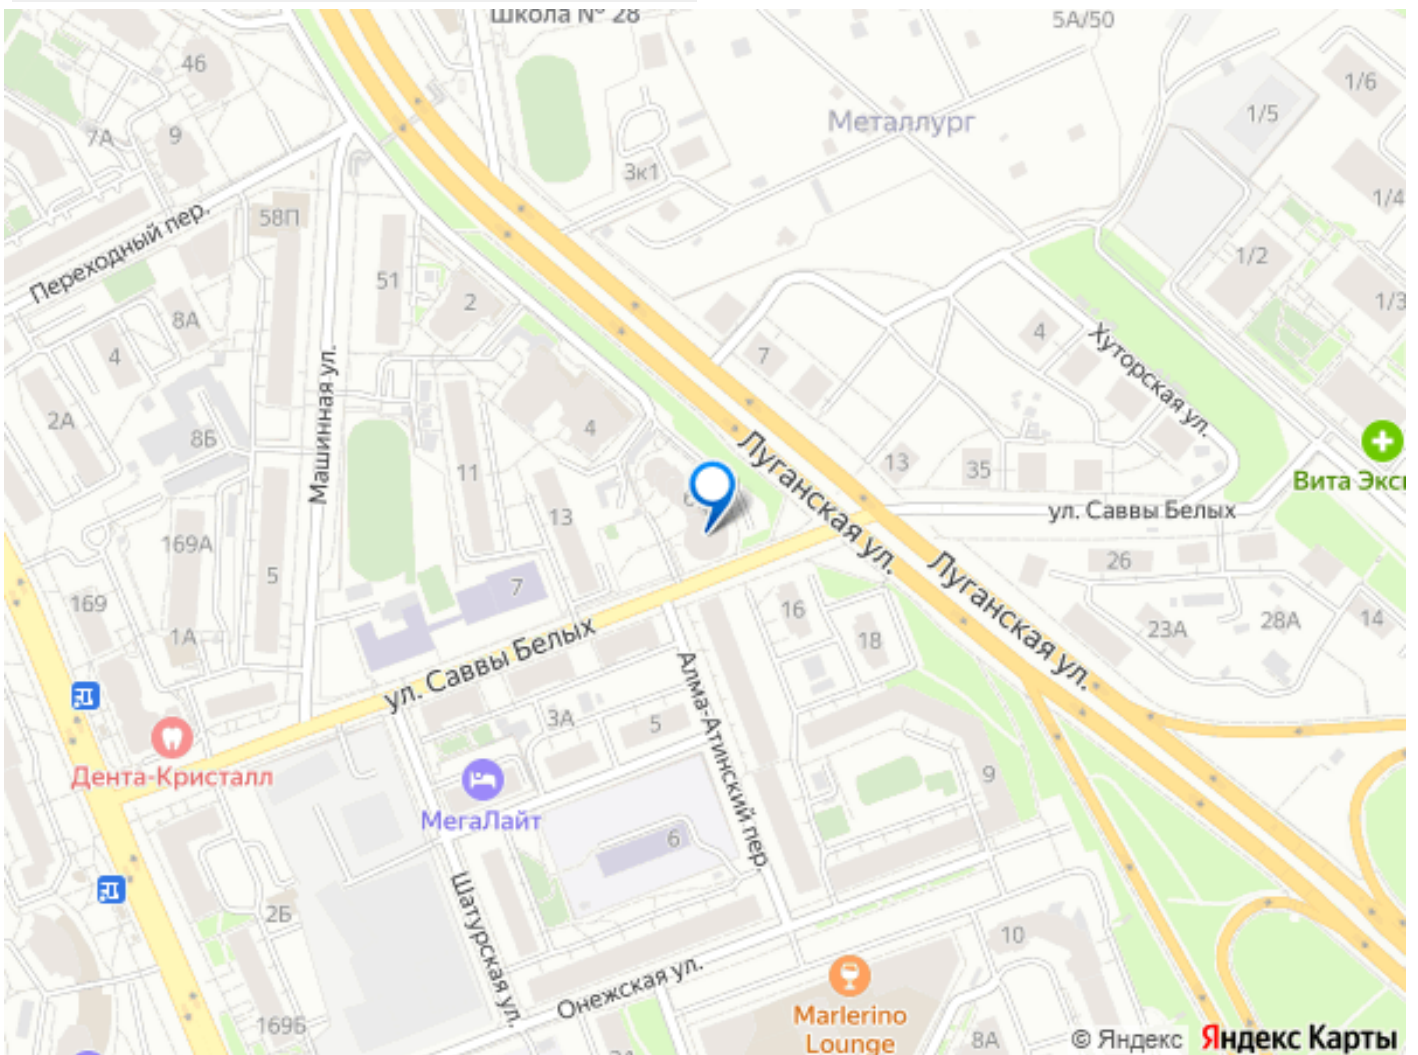 Школа № 28
5А/50
46
1/6
1/5
Металлург
7А
9
3к1
1/4
58П
Переходный пер.
1/2
51
2
1/3
8А
4
7
4
Хуторская ул.
Машинная ул.
2А
8Б
4
Луганская ул.
11
13
35
Вита Экс
ул. Саввы Белых
13
169А
5
7
26
Луганская ул.
169
16
28А
14
23А
1А
18
ул. Саввы Белых
Алма-Атинский пер.
3А
5
Дента-Кристалл
9
МегаЛайт
6
Шатурская ул.
2Б
10
Онежская ул.
Marlerino
Lounge
169Б
8А
© Яндекс Яндекс Карты